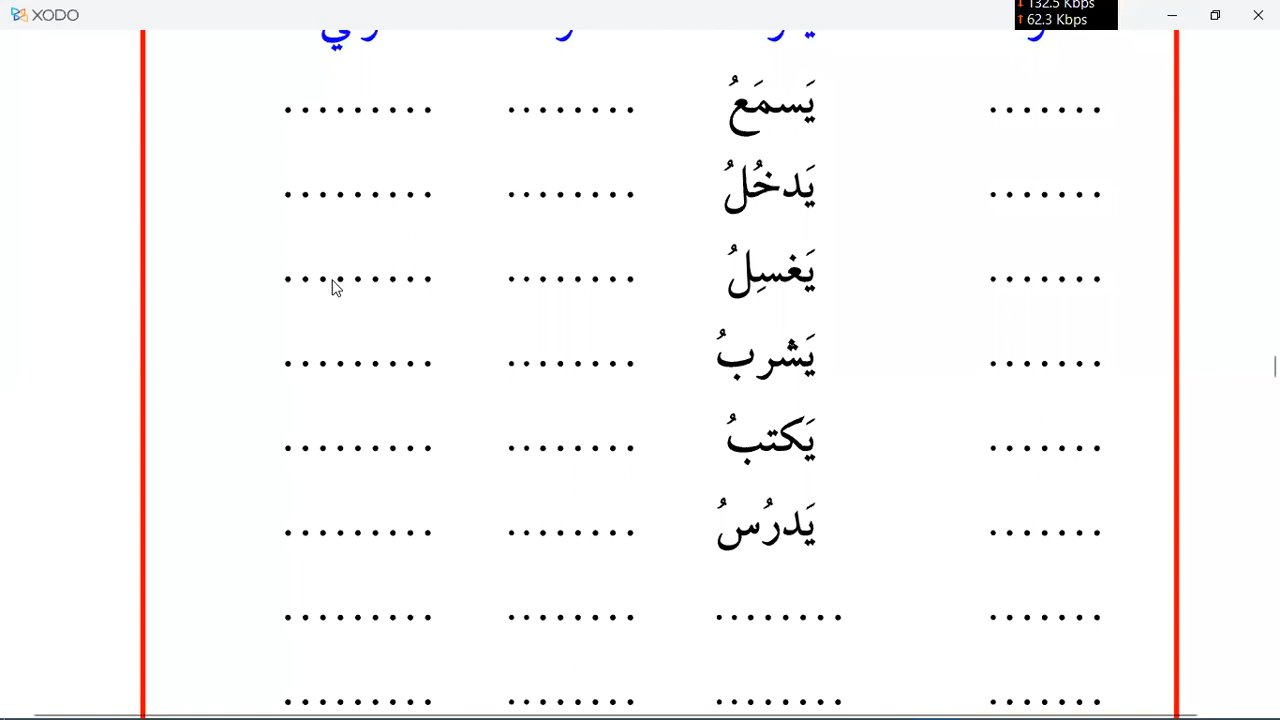 XODO
132.5 Kbps
62.3 Kbps
....... يَسمَعُ ........ .........
....... يَدخُلُ ........ .........
....... يَغسِلُ ........ .........
....... يَشربُ ........ .........
....... يَكتبُ ........ .........
....... يَدرُسُ ........ .........
....... ........ ........ .........
....... ........ ........ .........